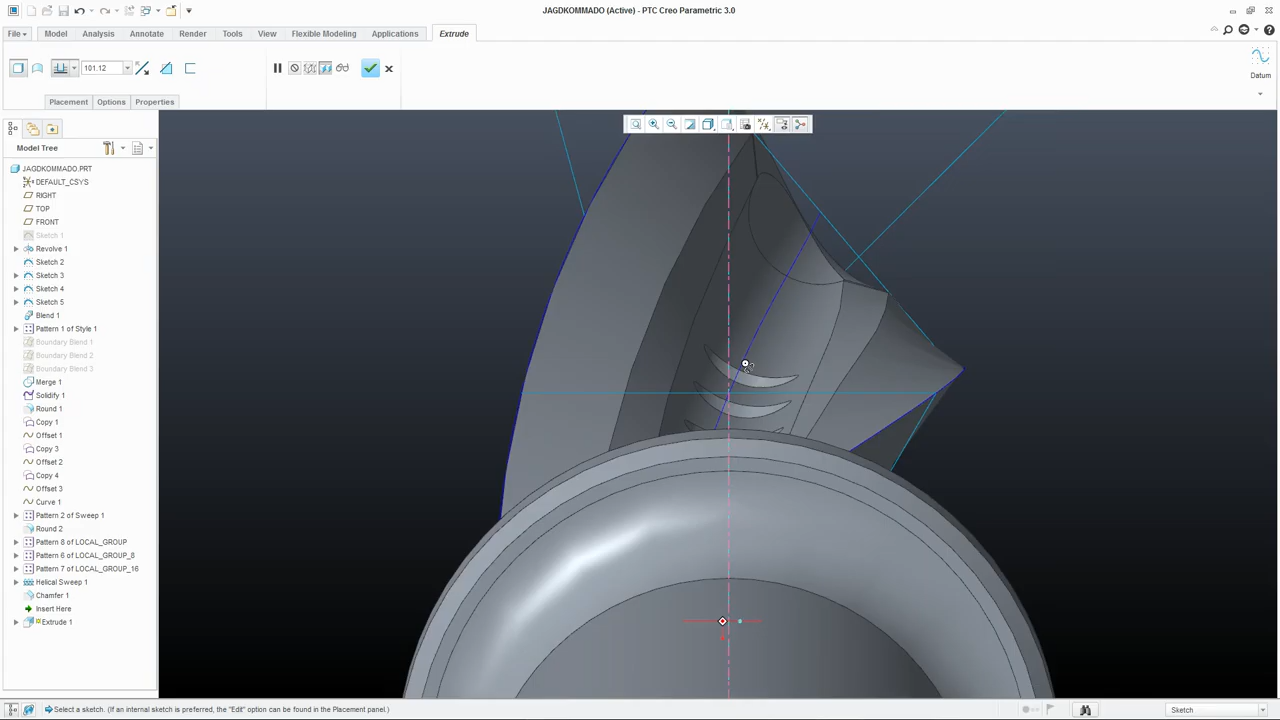 JAGDKOMMADO (Active) - PTC Creo Parametric 3.0
File
Model
Analysis
Annotate
Render
Tools
View
Flexible Modeling
Applications
Extrude
101.12
Datum
Placement
Options
Properties
Model Tree
JAGDKOMMADO.PRT
DEFAULT_CSYS
RIGHT
TOP
FRONT
Sketch 1
Revolve 1
Sketch 2
Sketch 3
Sketch 4
Sketch 5
Blend 1
Pattern 1 of Style 1
Boundary Blend 1
Boundary Blend 2
Boundary Blend 3
Merge 1
Solidify 1
Round 1
Copy 1
Offset 1
Copy 3
Offset 2
Copy 4
Offset 3
Curve 1
Pattern 2 of Sweep 1
Round 2
Pattern 8 of LOCAL_GROUP
Pattern 6 of LOCAL_GROUP_8
Pattern 7 of LOCAL_GROUP_16
Helical Sweep 1
Chamfer 1
Insert Here
Extrude 1
Select a sketch. (If an internal sketch is preferred, the "Edit" option can be found in the Placement panel.)
Sketch